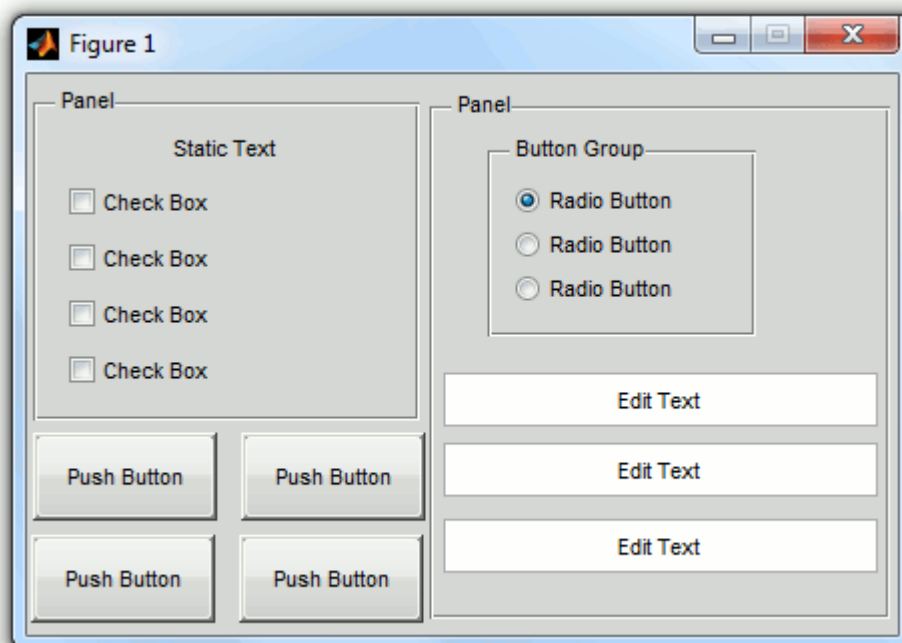 Figure 1
Panel
Static Text
Check Box
Check Box
Check Box
Check Box
Push Button
Push Button
Push Button
Push Button
Panel
Button Group
Radio Button
Radio Button
Radio Button
Edit Text
Edit Text
Edit Text